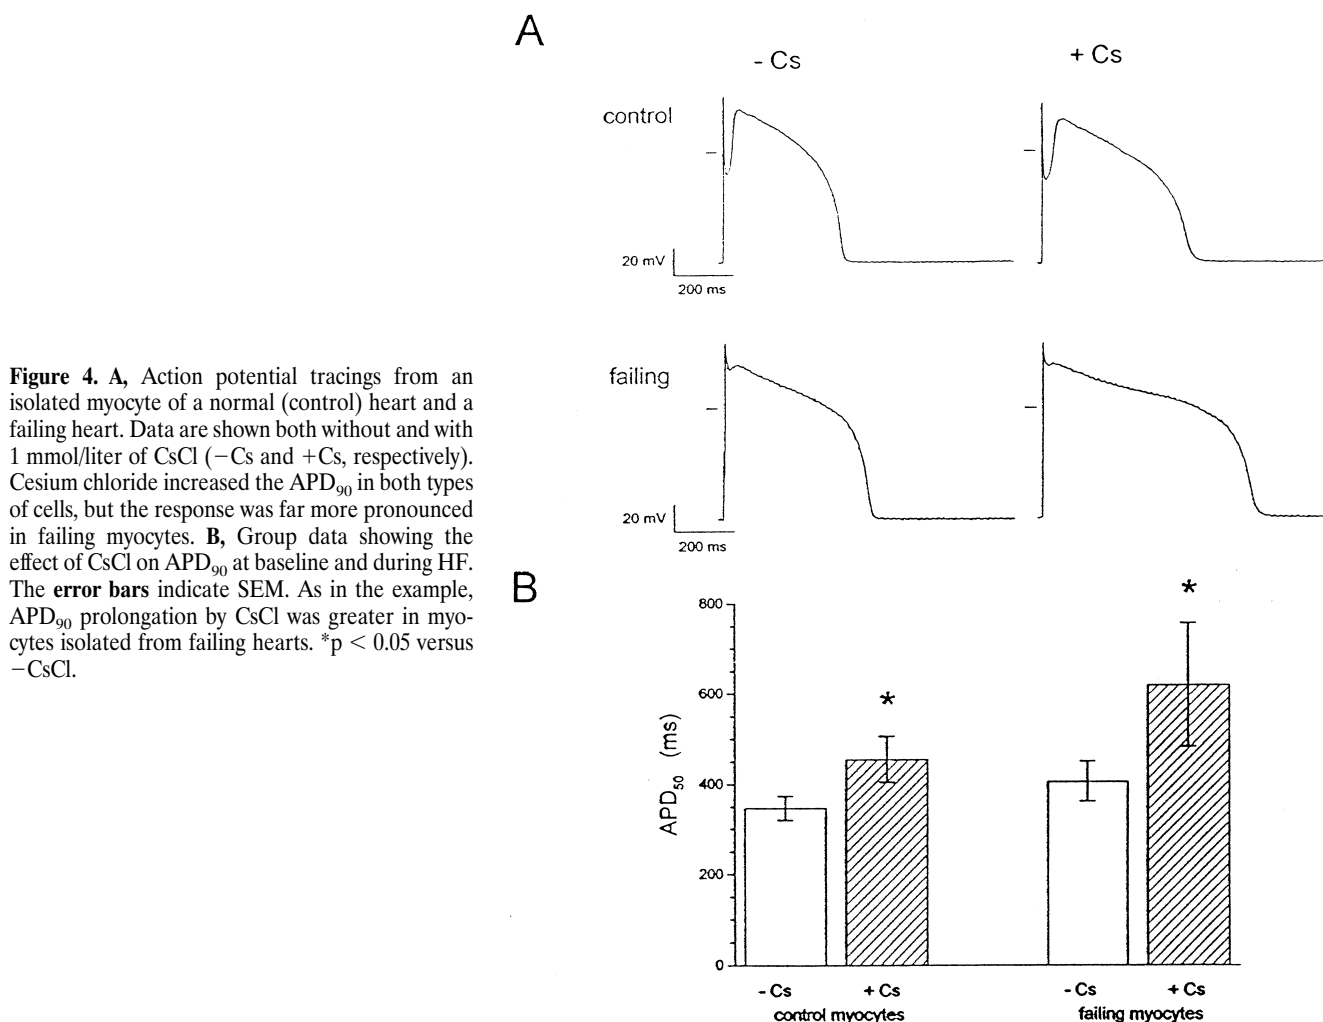 A
- Cs
+ Cs
control
20 mV
200 ms
failing
20 mV
200 ms
Figure 4. A, Action potential tracings from an
isolated myocyte of a normal (control) heart and a
failing heart. Data are shown both without and with
1 mmol/liter of CsCl (−Cs and +Cs, respectively).
Cesium chloride increased the APD90 in both types
of cells, but the response was far more pronounced
in failing myocytes. B, Group data showing the
effect of CsCl on APD90 at baseline and during HF.
The error bars indicate SEM. As in the example,
APD90 prolongation by CsCl was greater in myo-
cytes isolated from failing hearts. *p < 0.05 versus
−CsCl.
B
800
600
400
200
0
APD50 (ms)
*
*
- Cs
+ Cs
- Cs
+ Cs
control myocytes
failing myocytes